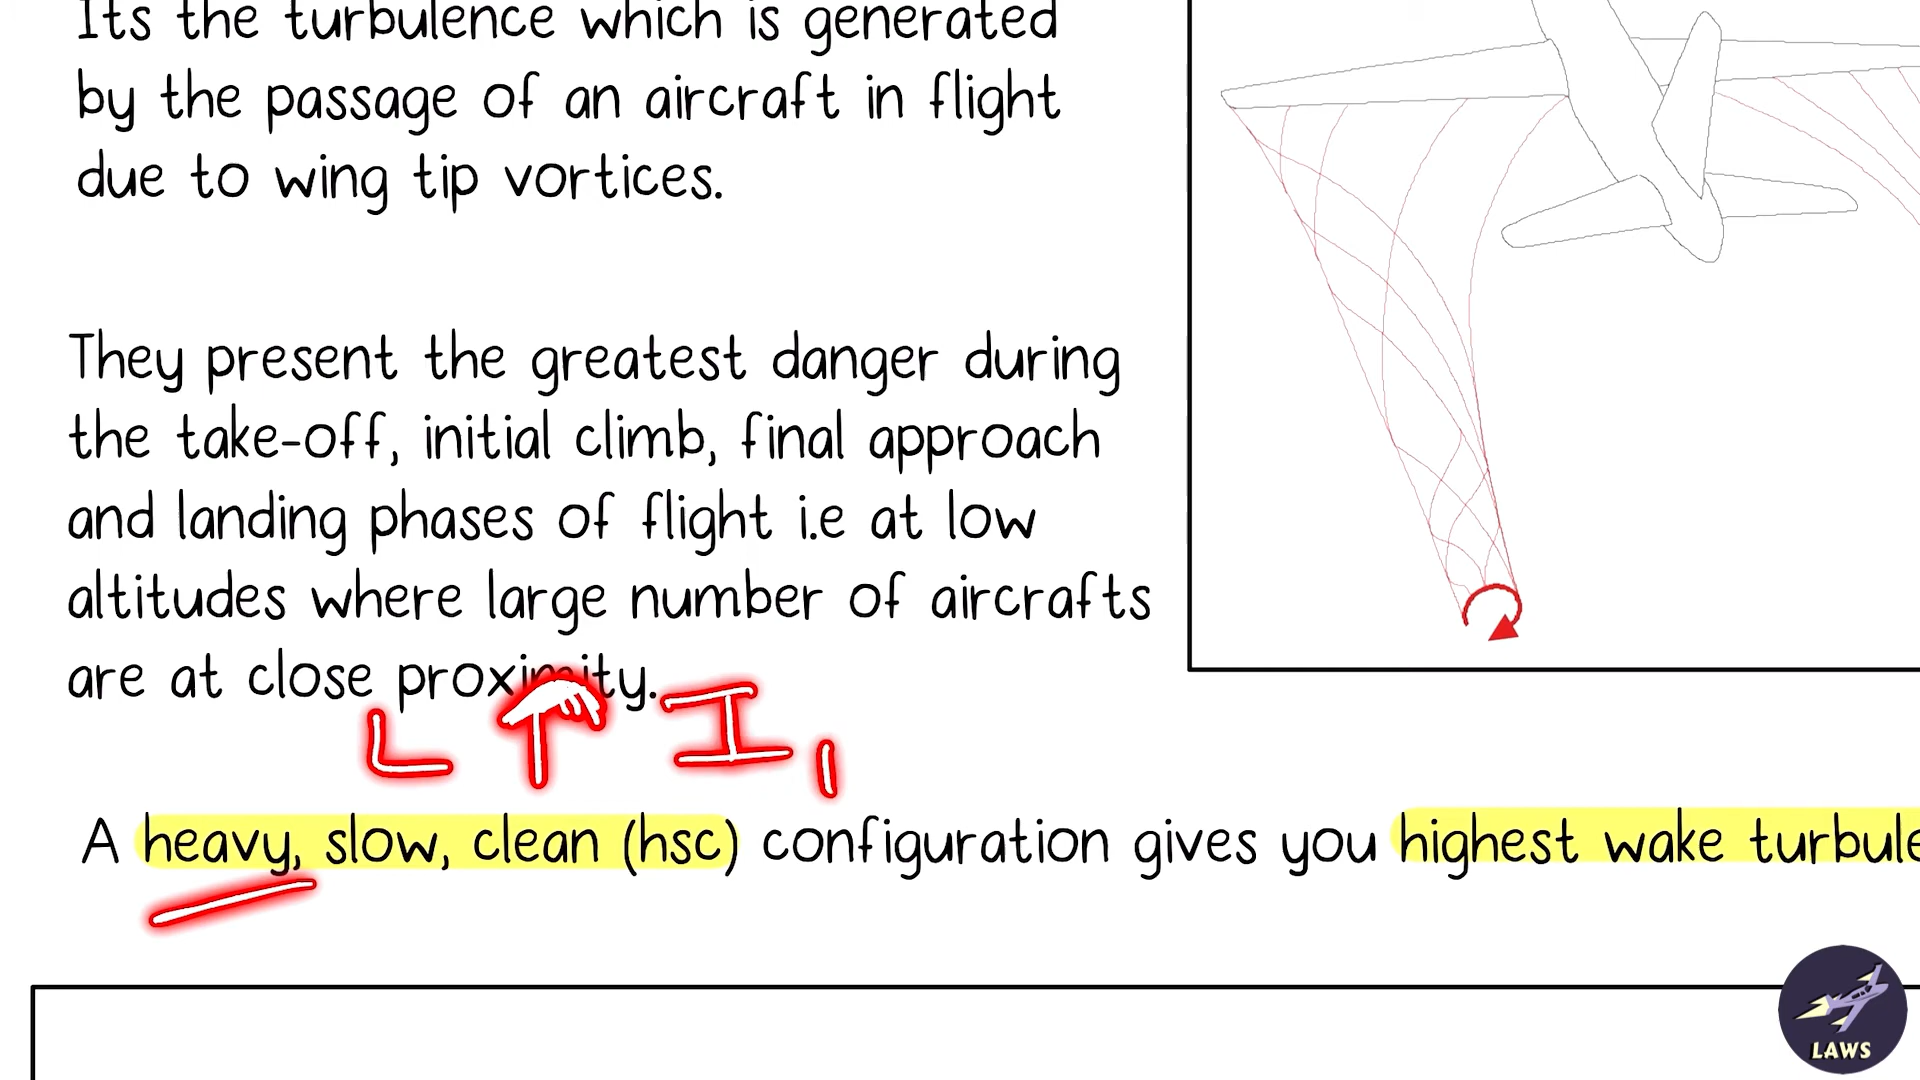 Its the turbulence which is generated
by the passage of an aircraft in flight
due to wing tip vortices.
They present the greatest danger during
the take-off, initial climb, final approach
and landing phases of flight i.e at low
altitudes where large number of aircrafts
are at close proximity.
L ↑ I
A heavy, slow, clean (hsc) configuration gives you highest wake turbule
LAWS